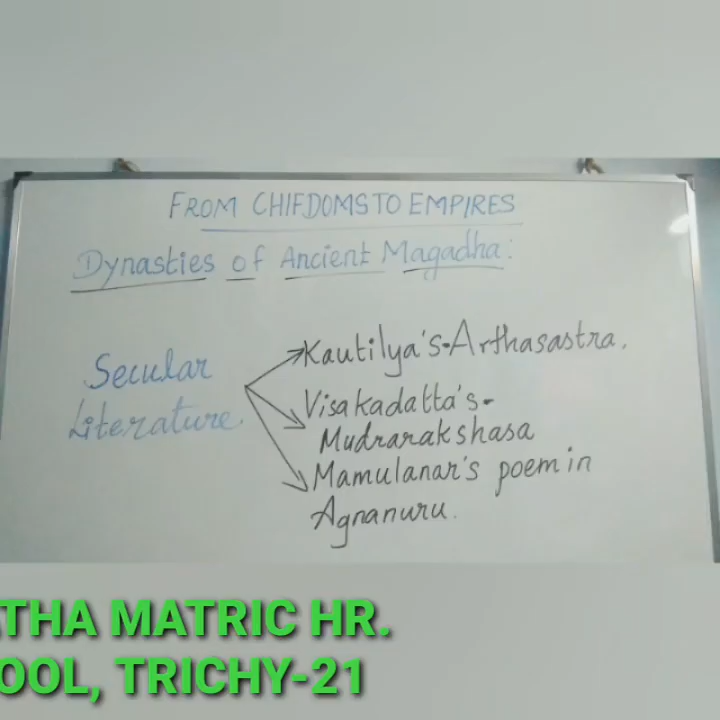 FROM CHIFDOMS TO EMPIRES
Dynasties of Ancient Magadha:
Secular
Literature
Kautilya's-Arthasastra.
Visakadatta's-
Mudrarakshasa
Mamulanar's poem in
Agnanuru.
THA MATRIC HR.
OOL, TRICHY-21